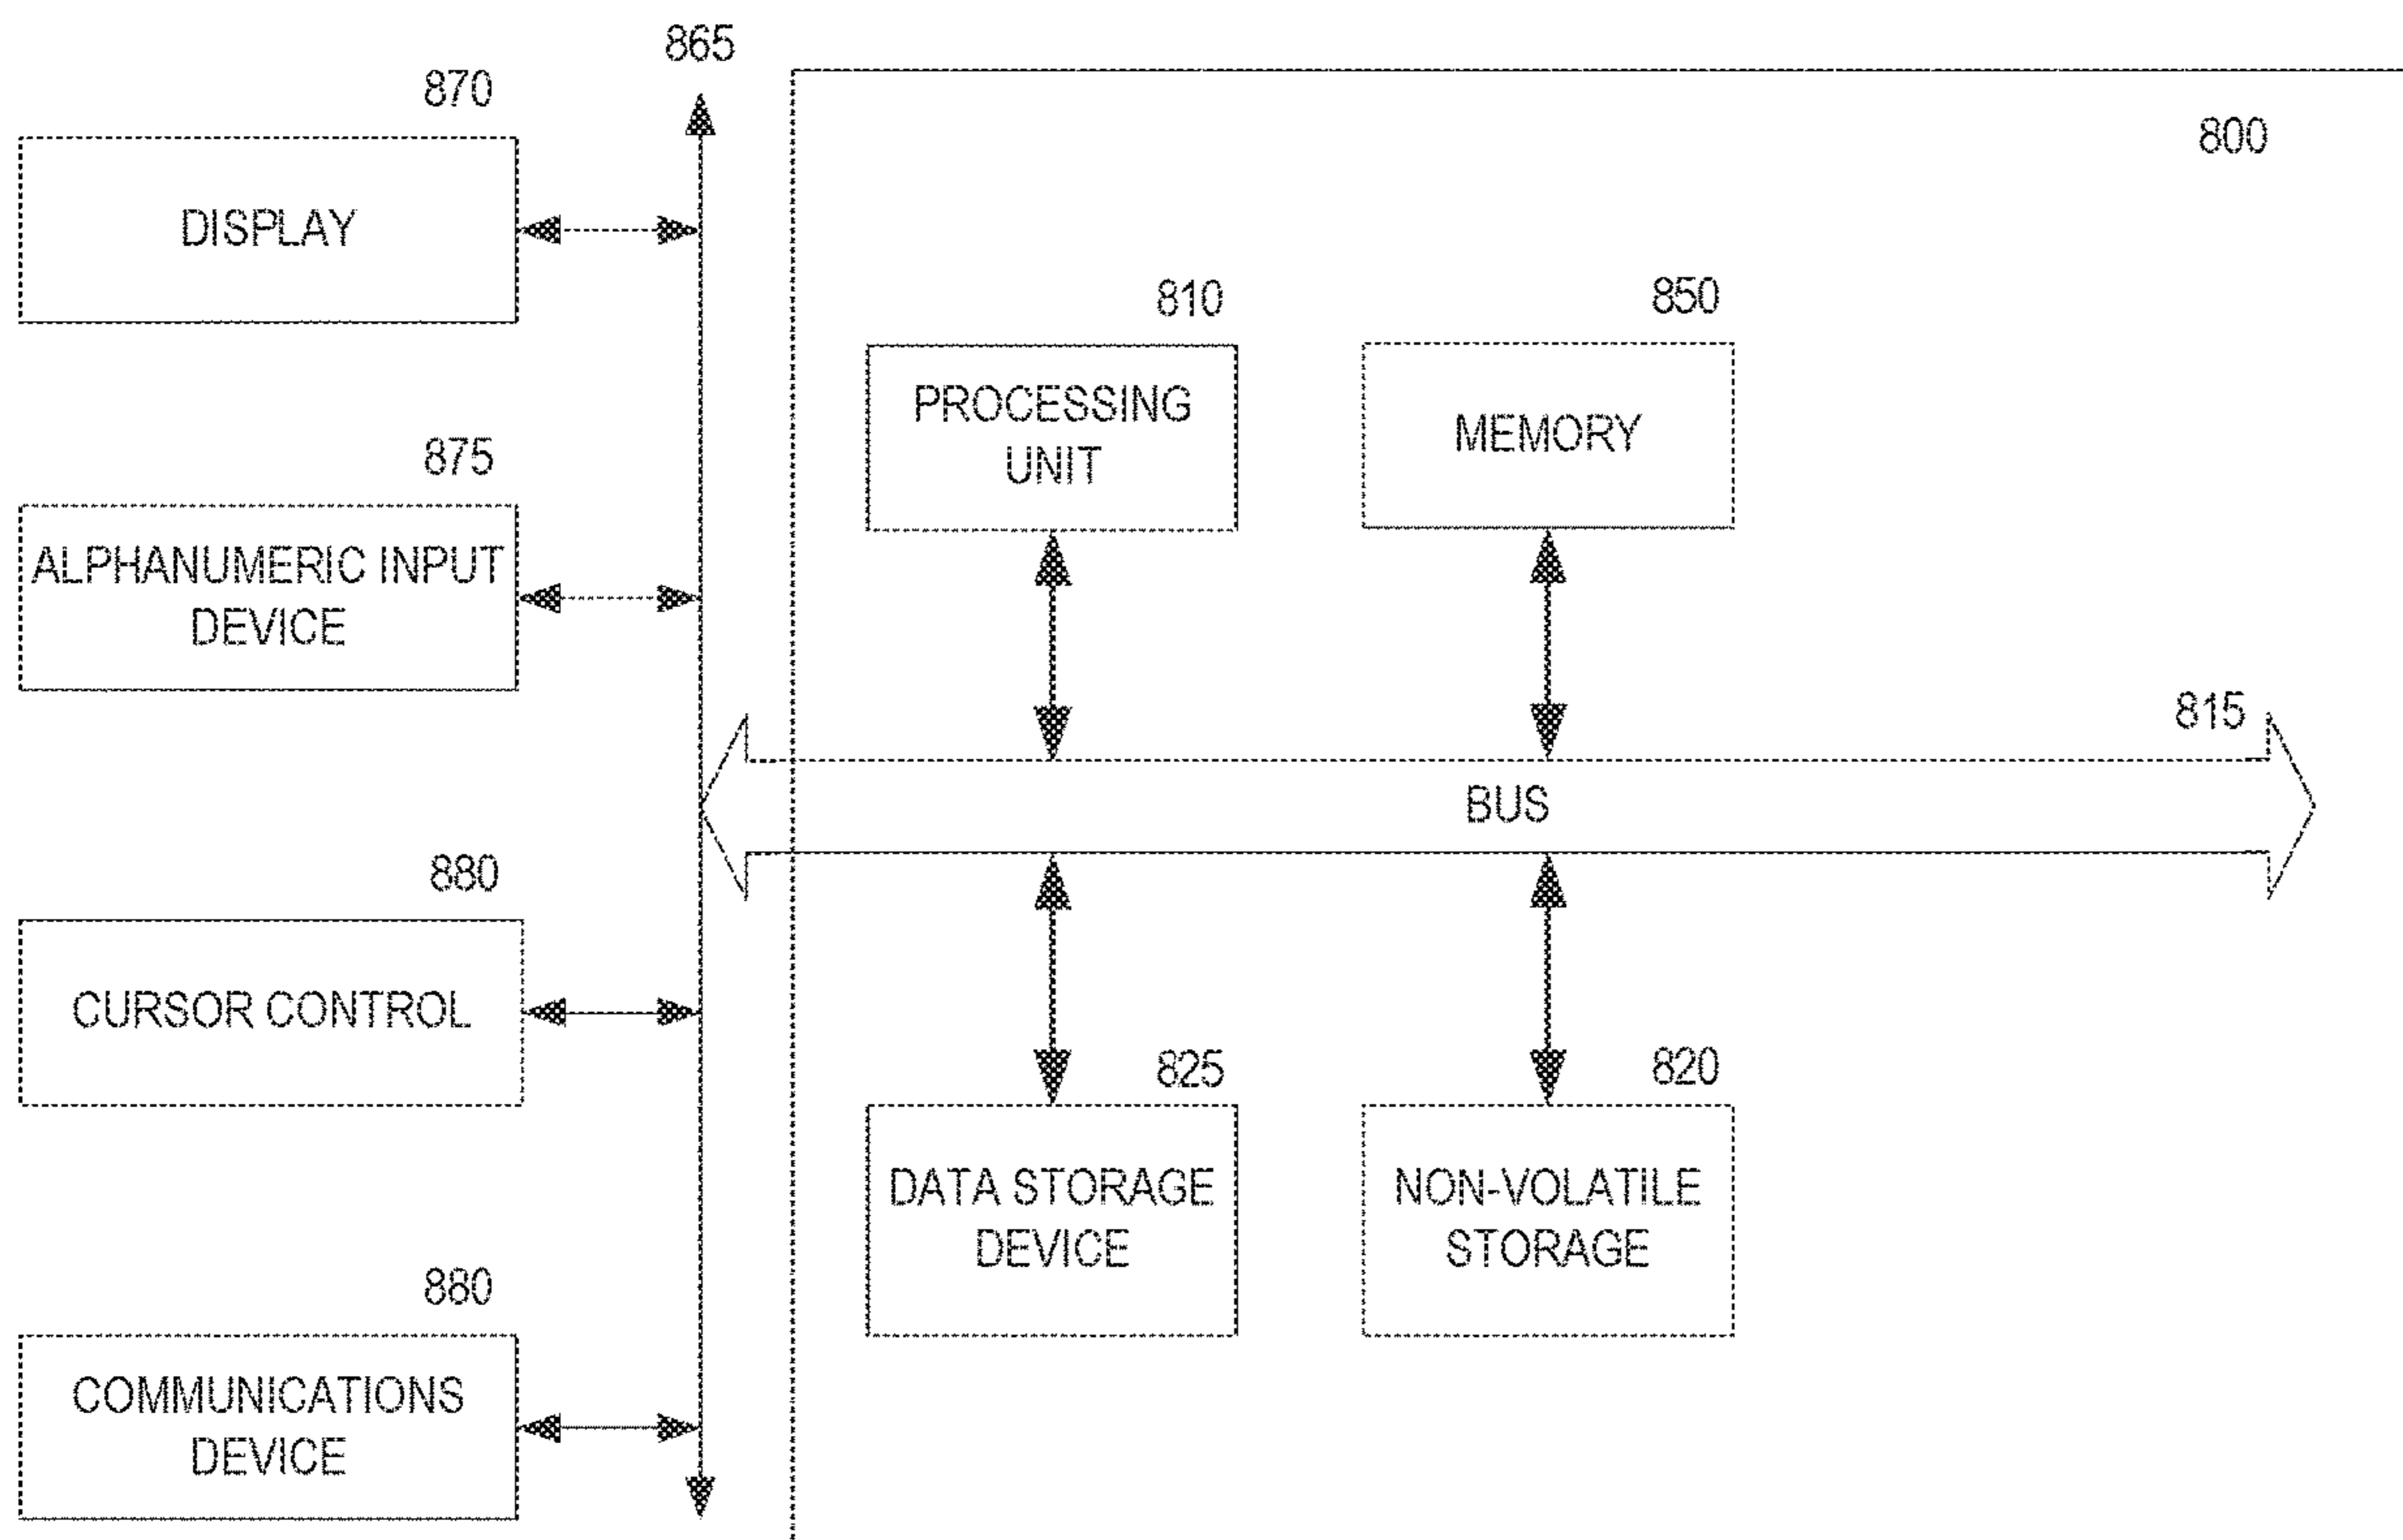 865
870
800
DISPLAY
810
850
PROCESSING
UNIT
MEMORY
875
ALPHANUMERIC INPUT
DEVICE
815
BUS
880
CURSOR CONTROL
825
820
DATA STORAGE
DEVICE
NON-VOLATILE
STORAGE
880
COMMUNICATIONS
DEVICE